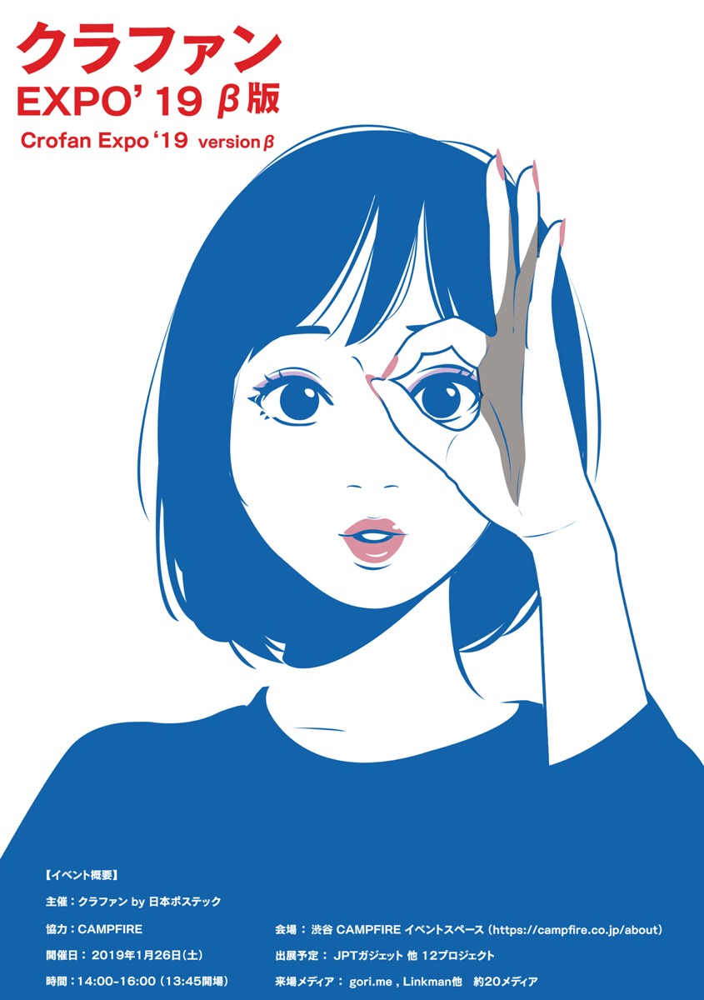 クラファン
EXPO’19 β版
Crofan Expo‘19 versionβ
【イベント概要】
主催：クラファン by 日本ポステック
協力：CAMPFIRE
開催日： 2019年1月26日(土)
時間：14:00-16:00 (13:45開場)
会場： 渋谷 CAMPFIRE イベントスペース (https://campfire.co.jp/about)
出展予定： JPTガジェット 他 12プロジェクト
来場メディア： gori.me , Linkman他　約20メディア